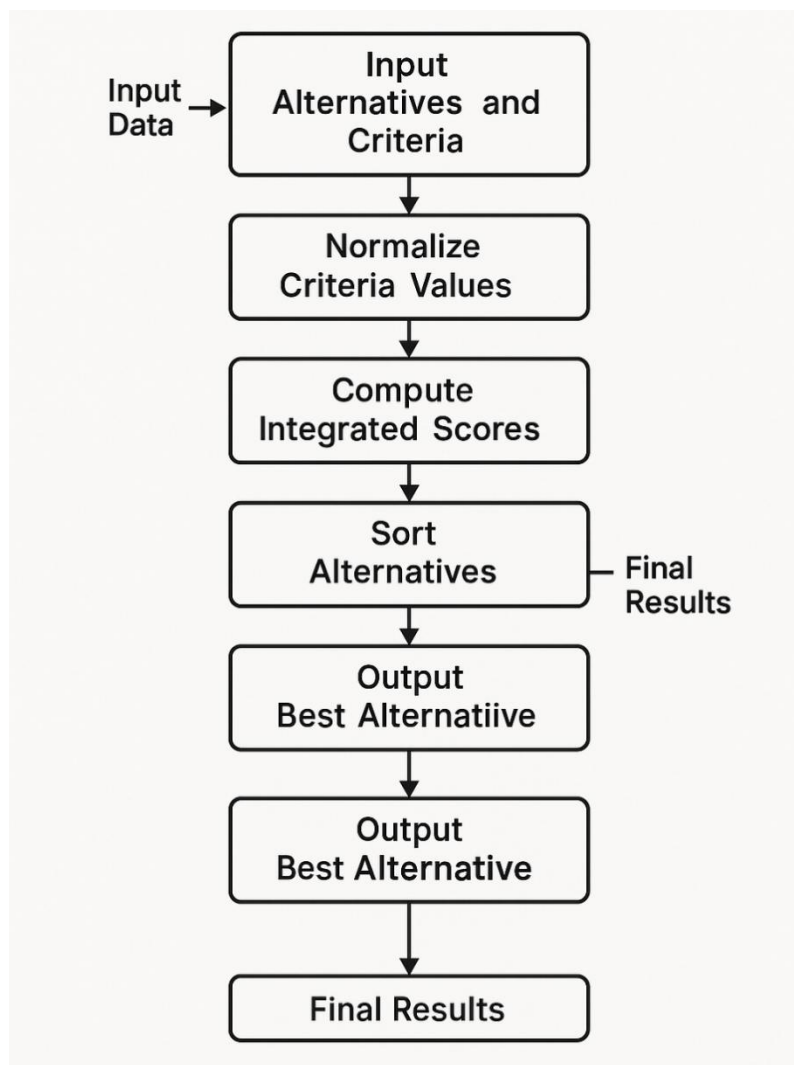 Input
Data
Input
Alternatives and
Criteria
Normalize
Criteria Values
Compute
Integrated Scores
Sort
Alternatives
Final
Results
Output
Best Alternatiive
Output
Best Alternative
Final Results